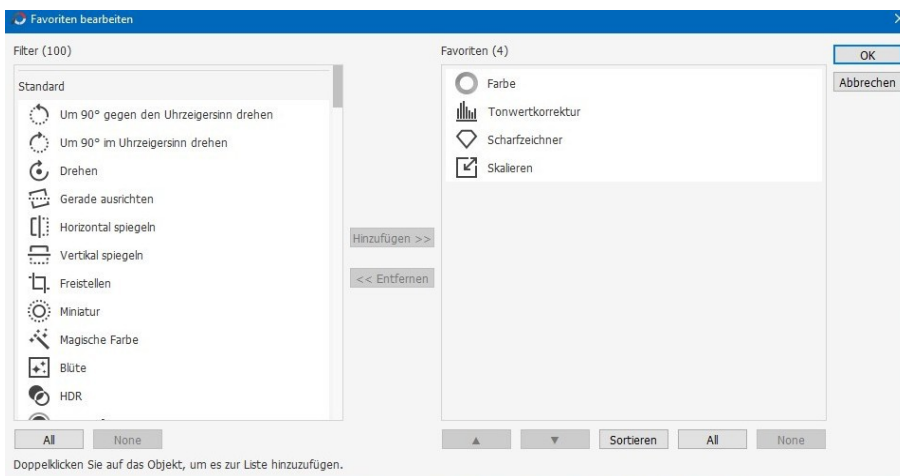 Favoriten bearbeiten
Filter (100)
Standard
Um 90° gegen den Uhrzeigersinn drehen
Um 90° im Uhrzeigersinn drehen
Drehen
Gerade ausrichten
Horizontal spiegeln
Vertikal spiegeln
Freistellen
Miniatur
Magische Farbe
Blüte
HDR
All
None
Doppelklicken Sie auf das Objekt, um es zur Liste hinzuzufügen.
Hinzufügen >>
<< Entfernen
Favoriten (4)
Farbe
Tonwertkorrektur
Scharfzeichner
Skalieren
Sortieren
All
None
OK
Abbrechen